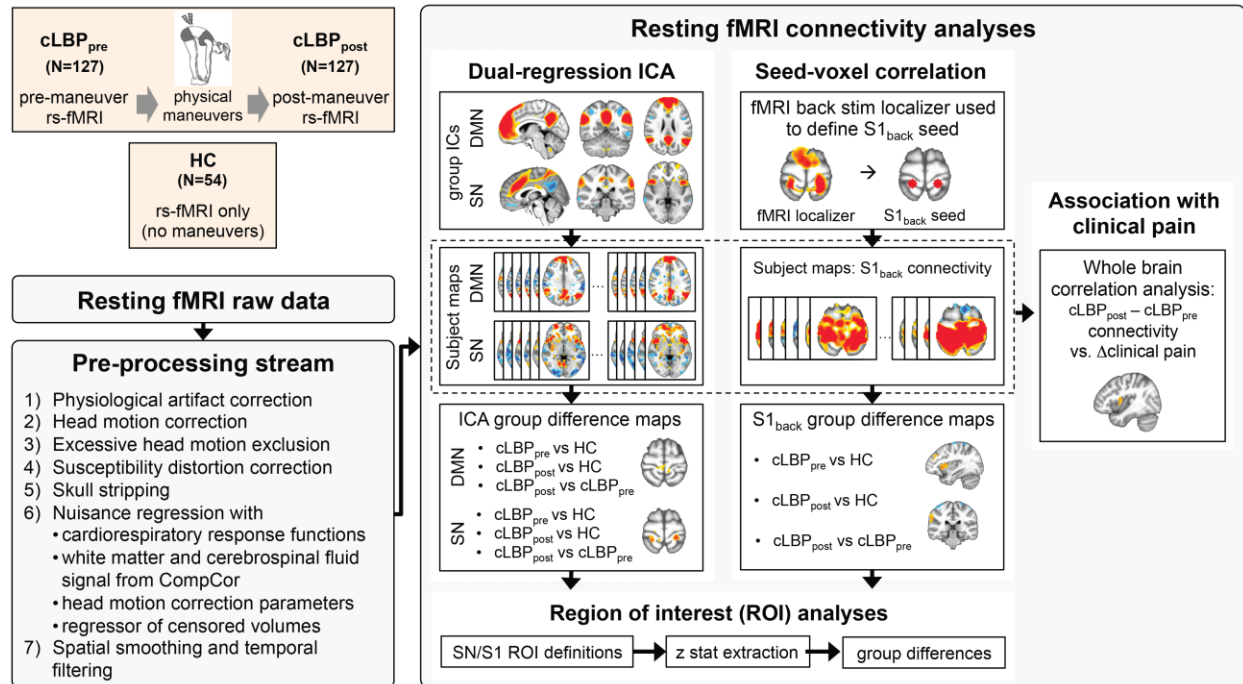 cLBPpre
(N=127)
pre-maneuver
rs-fMRI
physical
maneuvers
cLBPpost
(N=127)
post-maneuver
rs-fMRI
HC
(N=54)
rs-fMRI only
(no maneuvers)
Resting fMRI raw data
Pre-processing stream
1) Physiological artifact correction
2) Head motion correction
3) Excessive head motion exclusion
4) Susceptibility distortion correction
5) Skull stripping
6) Nuisance regression with
• cardiorespiratory response functions
• white matter and cerebrospinal fluid
signal from CompCor
• head motion correction parameters
• regressor of censored volumes
7) Spatial smoothing and temporal
filtering
Resting fMRI connectivity analyses
Dual-regression ICA
group ICs
DMN
SN
Subject maps
DMN
SN
...
...
ICA group difference maps
DMN
• cLBPpre vs HC
• cLBPpost vs HC
• cLBPpost vs cLBPpre
SN
• cLBPpre vs HC
• cLBPpost vs HC
• cLBPpost vs cLBPpre
Seed-voxel correlation
fMRI back stim localizer used
to define S1back seed
→
fMRI localizer
S1back seed
Subject maps: S1back connectivity
...
S1back group difference maps
• cLBPpre vs HC
• cLBPpost vs HC
• cLBPpost vs cLBPpre
Region of interest (ROI) analyses
SN/S1 ROI definitions
z stat extraction
group differences
Association with
clinical pain
Whole brain
correlation analysis:
cLBPpost – cLBPpre
connectivity
vs. Δclinical pain